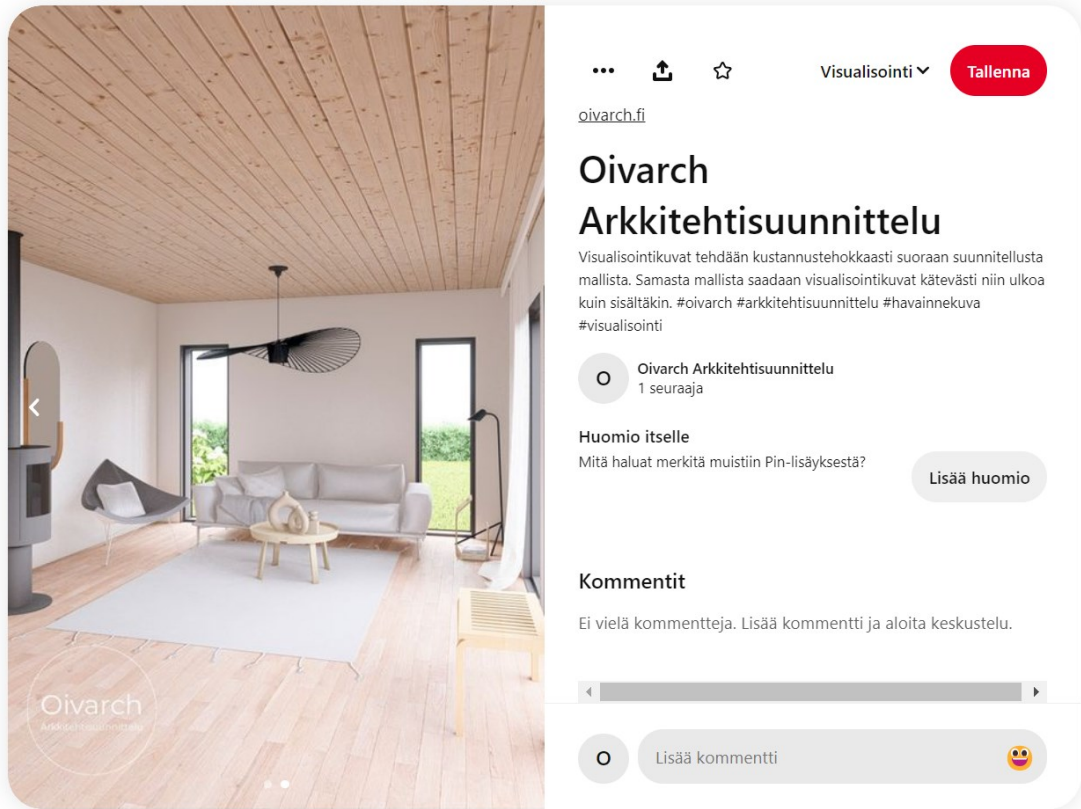 Visualisointi
Tallenna
oivarch.fi
Oivarch
Arkkitehtisuunnittelu
Visualisointikuvat tehdään kustannustehokkaasti suoraan suunnitellusta
mallista. Samasta mallista saadaan visualisointikuvat kätevästi niin ulkoa
kuin sisältäkin. #oivarch #arkkitehtisuunnittelu #havainnekuva
#visualisointi
O
Oivarch Arkkitehtisuunnittelu
1 seuraaja
Huomio itselle
Mitä haluat merkitä muistiin Pin-lisäyksestä?
Lisää huomio
Kommentit
Ei vielä kommentteja. Lisää kommentti ja aloita keskustelu.
O
Lisää kommentti
Oivarch
Arkkitehtisuunnittelu